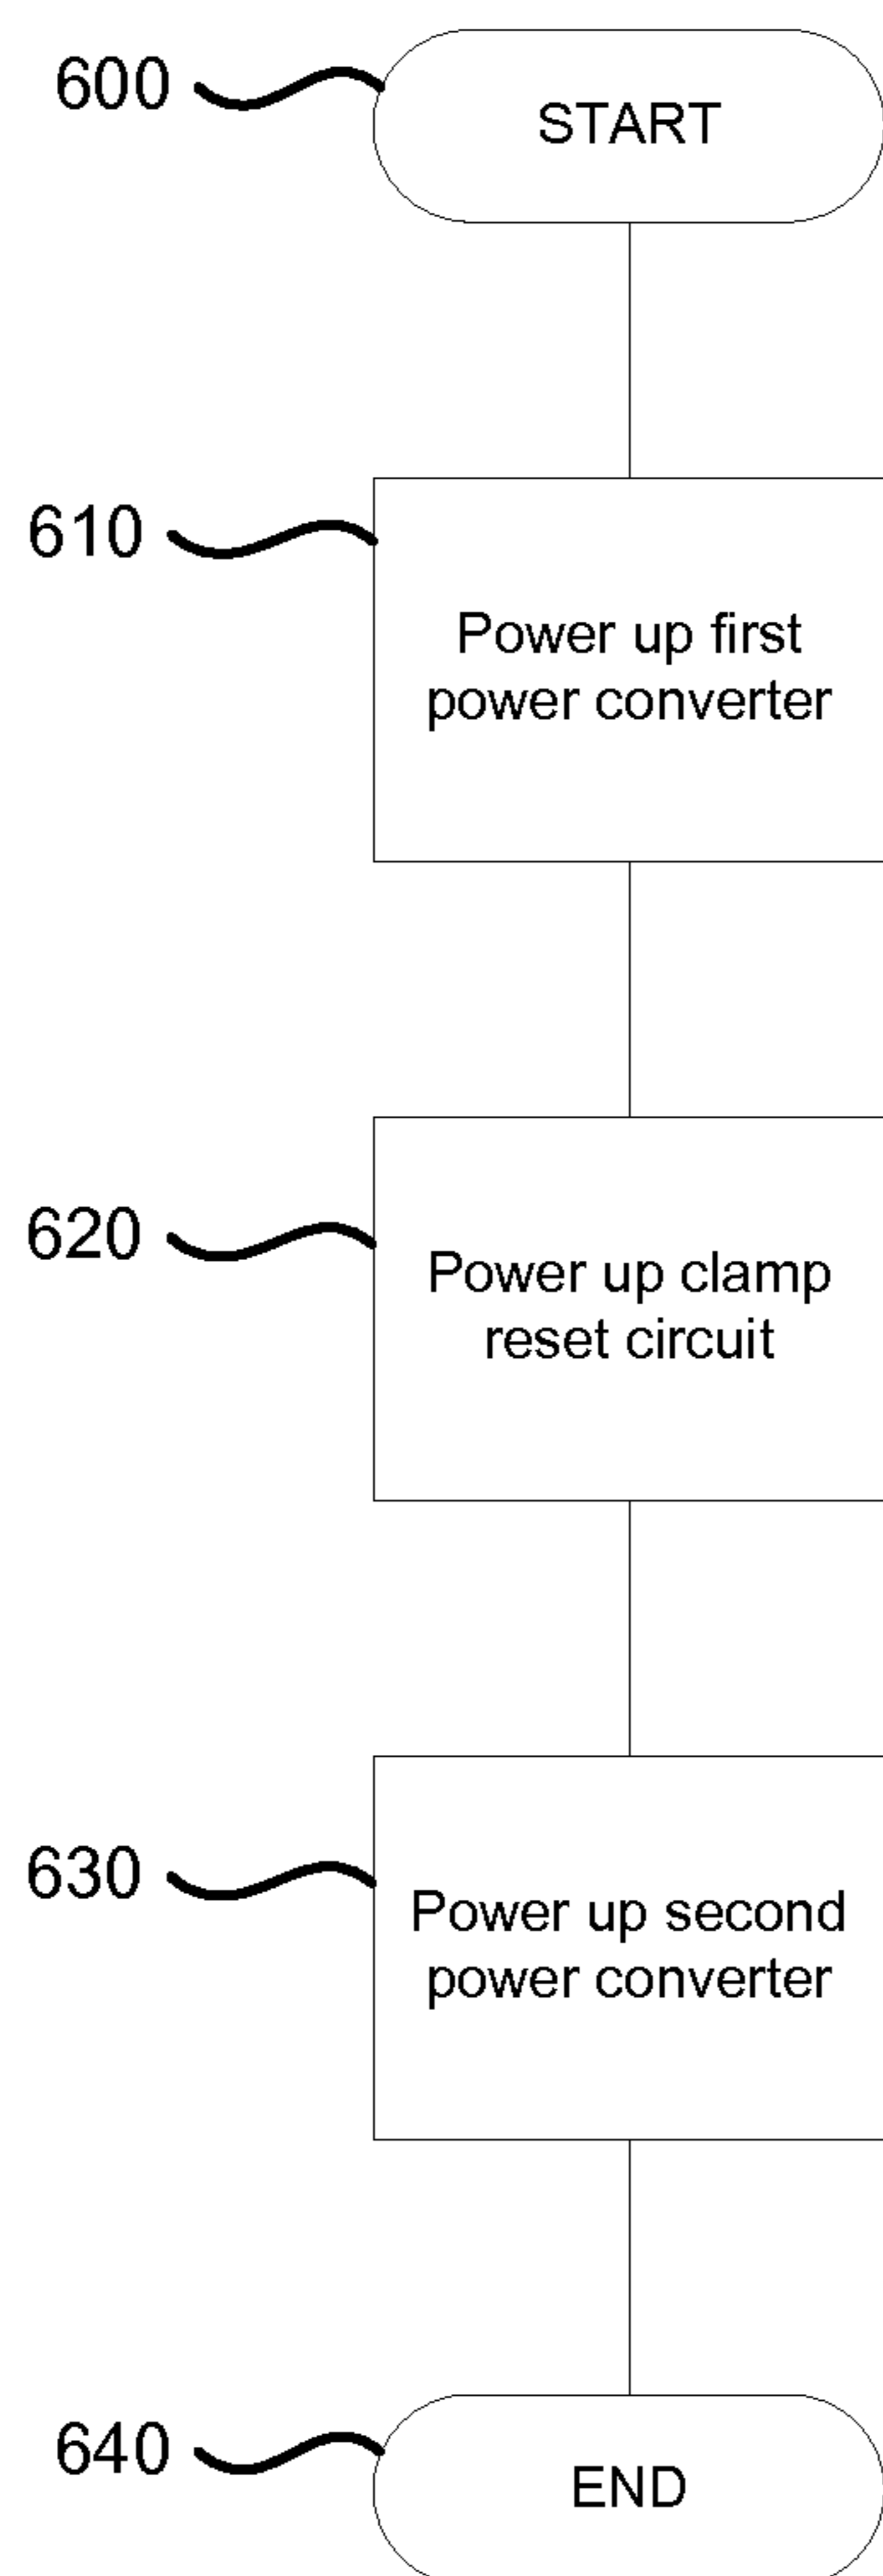 600
START
610
Power up first
power converter
620
Power up clamp
reset circuit
630
Power up second
power converter
640
END